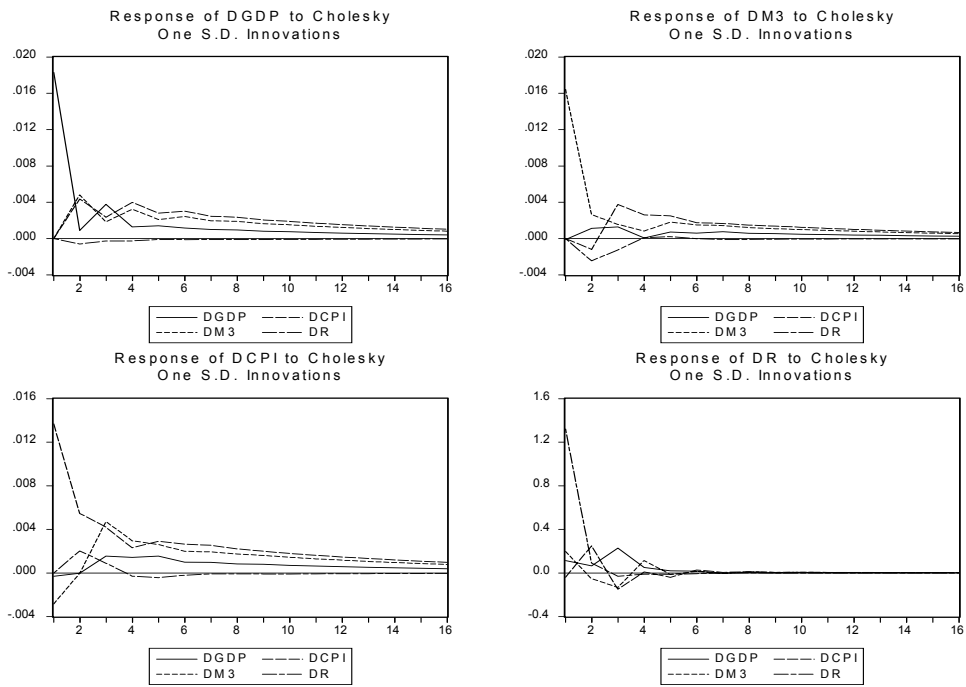 Response of DGDP to Cholesky
One S.D. Innovations
.020
.016
.012
.008
.004
.000
-.004
2 4 6 8 10 12 14 16
DGDP DCPI
DM3 DR
Response of DM3 to Cholesky
One S.D. Innovations
.020
.016
.012
.008
.004
.000
-.004
2 4 6 8 10 12 14 16
DGDP DCPI
DM3 DR
Response of DCPI to Cholesky
One S.D. Innovations
.016
.012
.008
.004
.000
-.004
2 4 6 8 10 12 14 16
DGDP DCPI
DM3 DR
Response of DR to Cholesky
One S.D. Innovations
1.6
1.2
0.8
0.4
0.0
-0.4
2 4 6 8 10 12 14 16
DGDP DCPI
DM3 DR